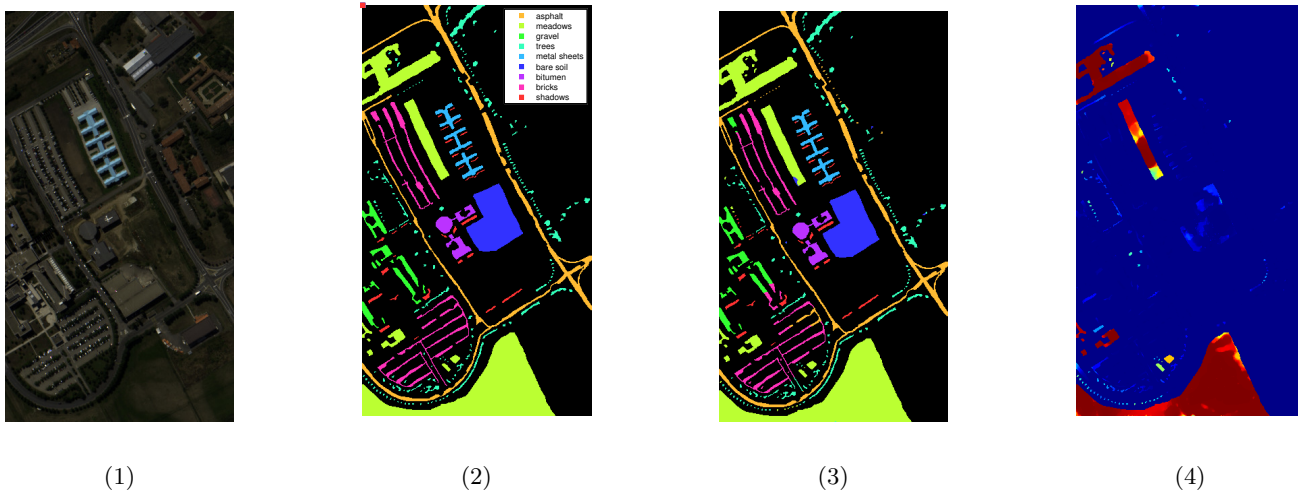 asphalt
meadows
gravel
trees
metal sheets
bare soil
bitumen
bricks
shadows
(1) (2) (3) (4)